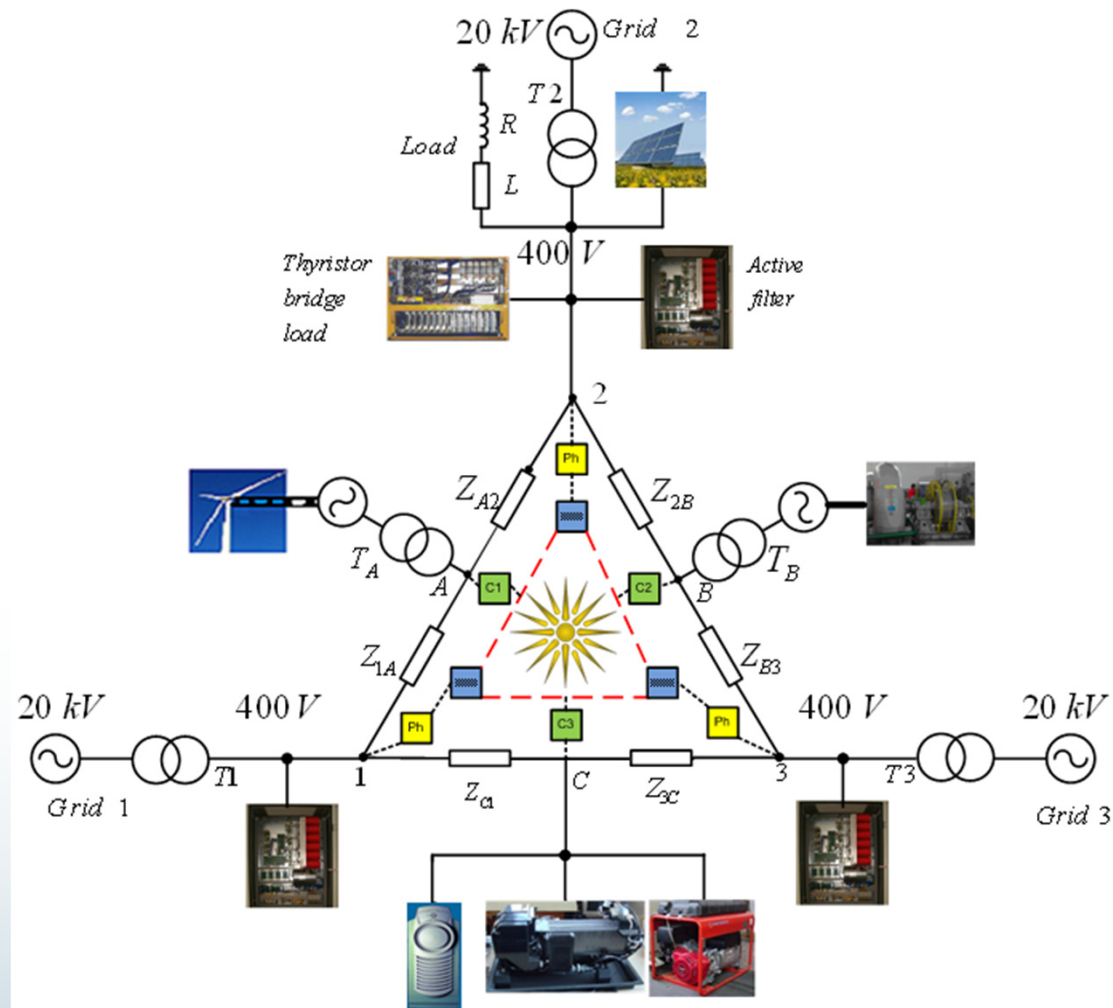 20 kV
Grid 2
T2
R
Load
L
400 V
Thyristor
bridge
load
Active
filter
2
Ph
Z_A2
Z_2B
T_A
A
C1
C2
B
T_B
Z_1A
Z_B3
20 kV
400 V
Ph
C3
Ph
400 V
20 kV
T1
1
Z_C1
C
Z_3C
3
T3
Grid 1
Grid 3